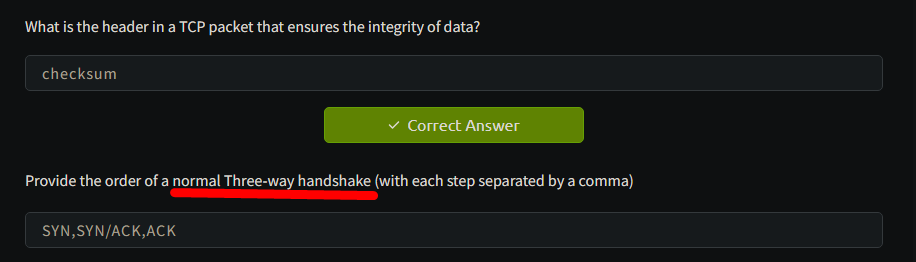 What is the header in a TCP packet that ensures the integrity of data?
checksum
✓ Correct Answer
Provide the order of a normal Three-way handshake (with each step separated by a comma)
SYN,SYN/ACK,ACK